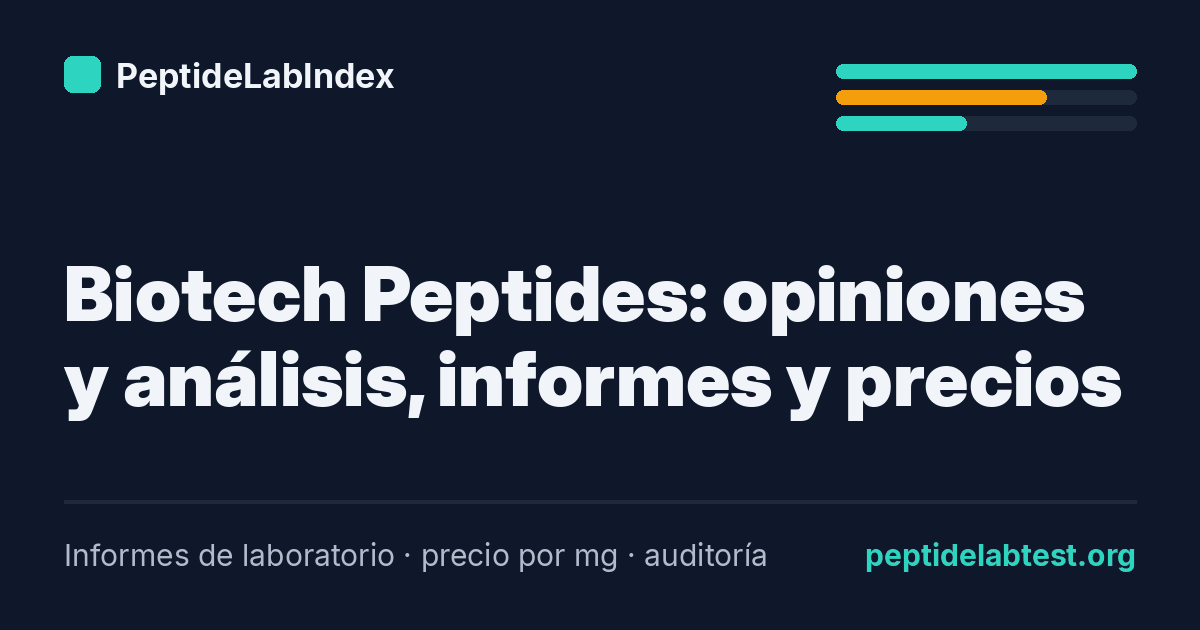 PeptideLabIndex
Biotech Peptides: opiniones
y análisis, informes y precios
Informes de laboratorio · precio por mg · auditoría
peptidelabtest.org